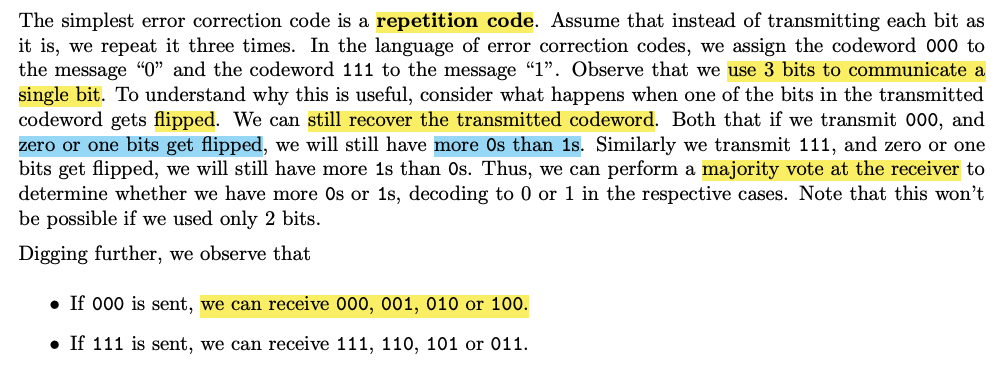 The simplest error correction code is a repetition code. Assume that instead of transmitting each bit as
it is, we repeat it three times. In the language of error correction codes, we assign the codeword 000 to
the message “0” and the codeword 111 to the message “1”. Observe that we use 3 bits to communicate a
single bit. To understand why this is useful, consider what happens when one of the bits in the transmitted
codeword gets flipped. We can still recover the transmitted codeword. Both that if we transmit 000, and
zero or one bits get flipped, we will still have more 0s than 1s. Similarly we transmit 111, and zero or one
bits get flipped, we will still have more 1s than 0s. Thus, we can perform a majority vote at the receiver to
determine whether we have more 0s or 1s, decoding to 0 or 1 in the respective cases. Note that this won’t
be possible if we used only 2 bits.
Digging further, we observe that
• If 000 is sent, we can receive 000, 001, 010 or 100.
• If 111 is sent, we can receive 111, 110, 101 or 011.